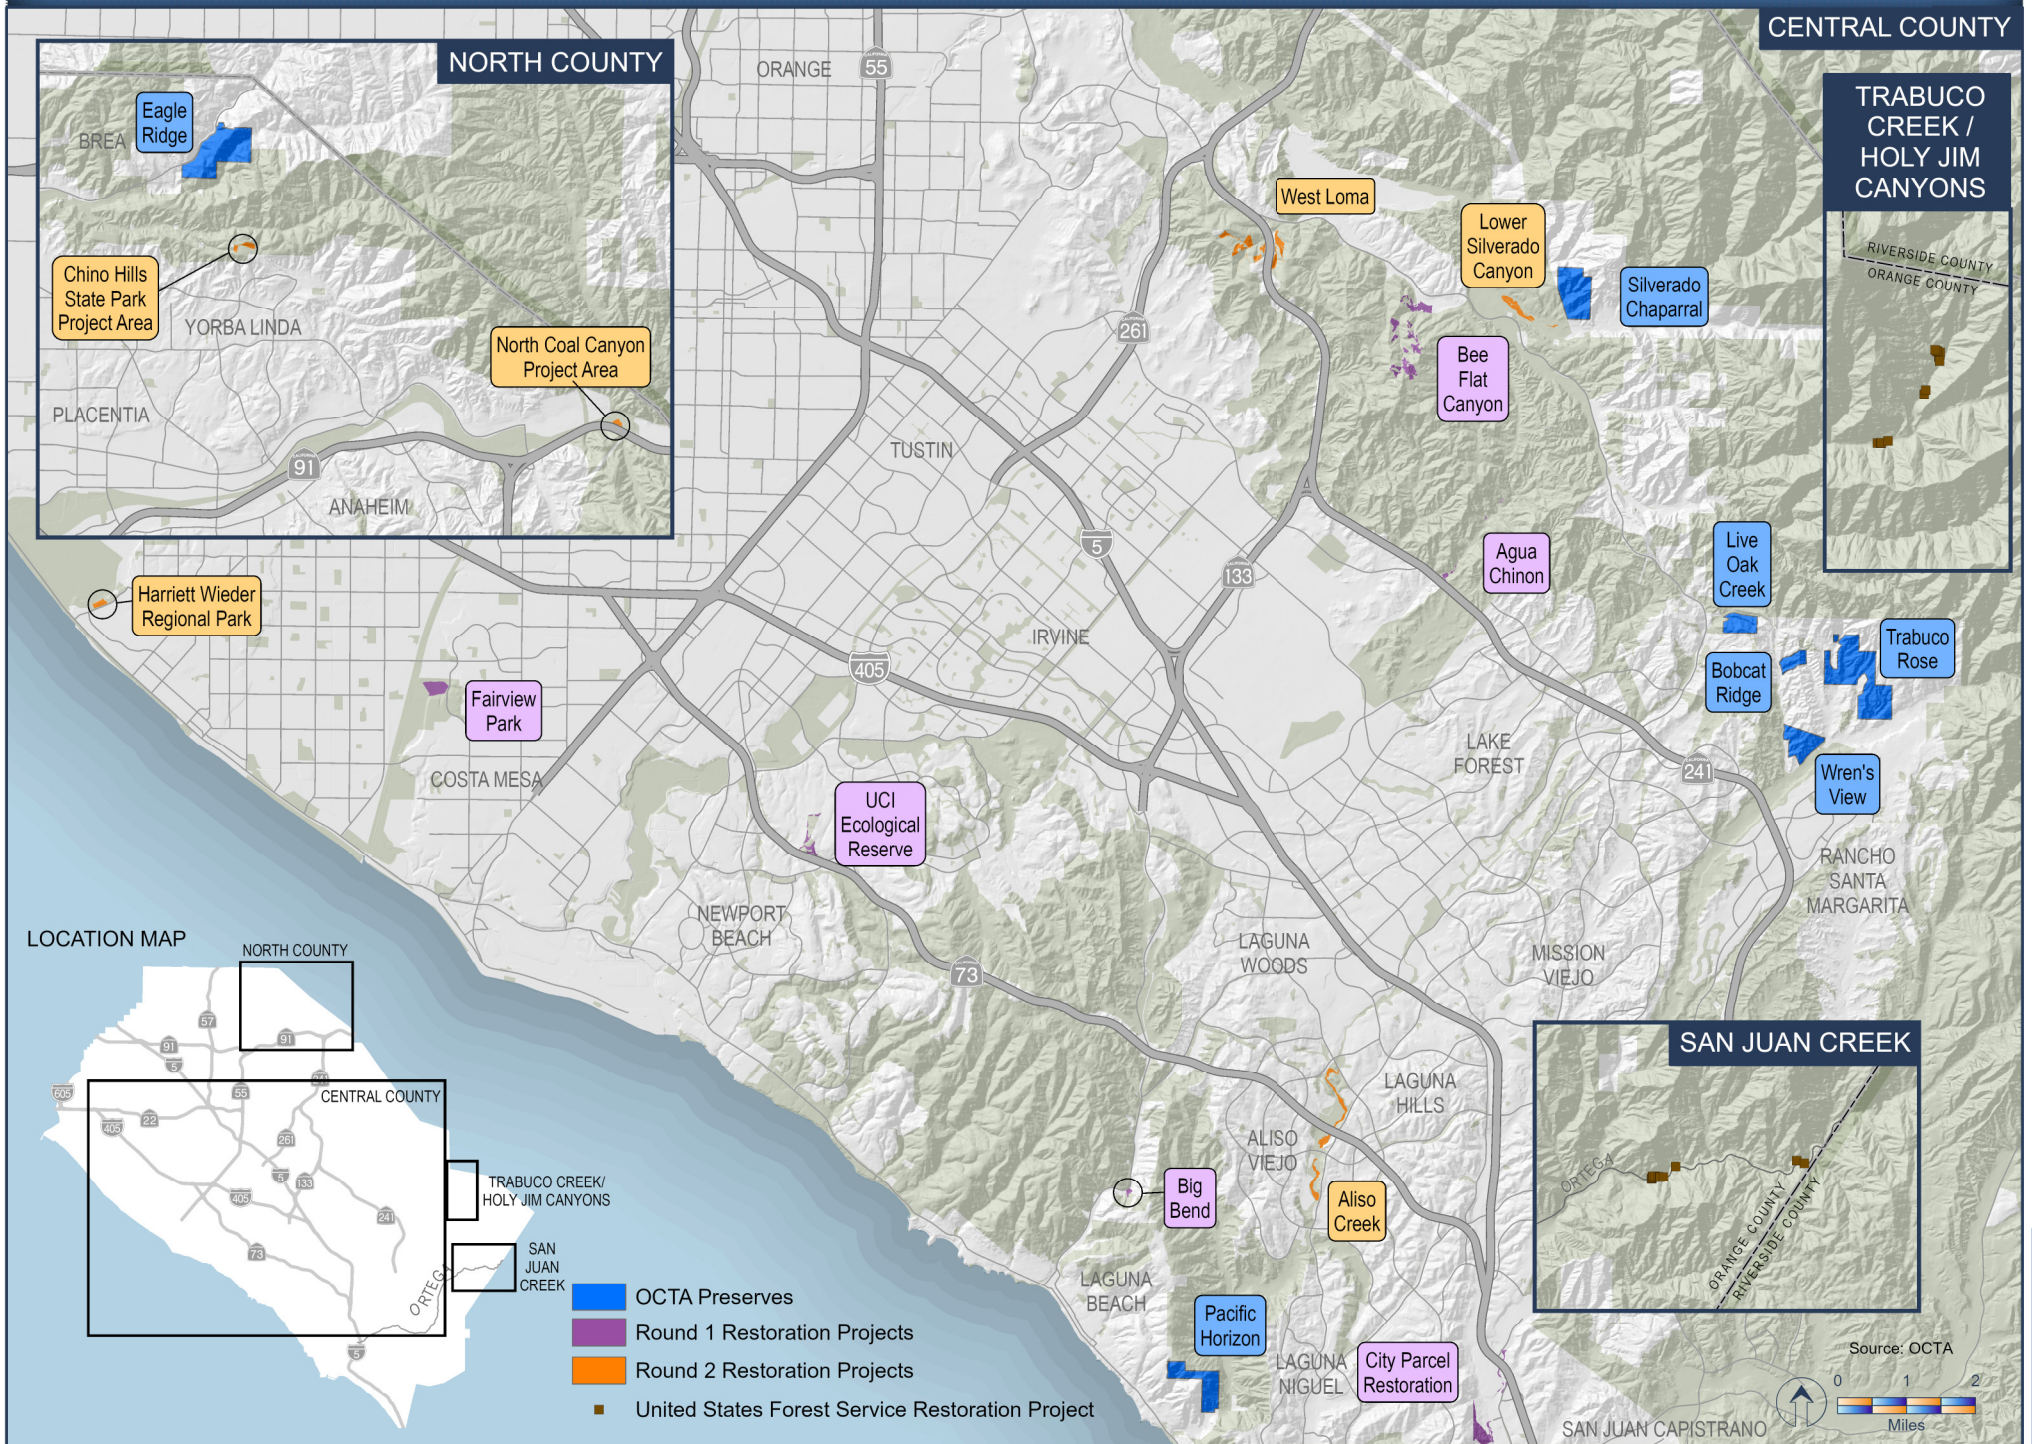 CENTRAL COUNTY
NORTH COUNTY
Eagle
Ridge
BREA
Chino Hills
State Park
Project Area
YORBA LINDA
North Coal Canyon
Project Area
PLACENTIA
CALIFORNIA
91
ANAHEIM
ORANGE
CALIFORNIA
55
TRABUCO
CREEK /
HOLY JIM
CANYONS
RIVERSIDE COUNTY
ORANGE COUNTY
West Loma
Lower
Silverado
Canyon
Silverado
Chaparral
CALIFORNIA
261
Bee
Flat
Canyon
TUSTIN
5
CALIFORNIA
133
Agua
Chinon
Live
Oak
Creek
Harriett Wieder
Regional Park
IRVINE
Trabuco
Rose
Bobcat
Ridge
405
Fairview
Park
LAKE
FOREST
COSTA MESA
CALIFORNIA
241
Wren's
View
UCI
Ecological
Reserve
RANCHO
SANTA
MARGARITA
NEWPORT
BEACH
LAGUNA
WOODS
MISSION
VIEJO
CALIFORNIA
73
LAGUNA
HILLS
ALISO
VIEJO
Big
Bend
Aliso
Creek
LAGUNA
BEACH
Pacific
Horizon
LAGUNA
NIGUEL
City Parcel
Restoration
SAN JUAN CAPISTRANO
SAN JUAN CREEK
ORTEGA
ORANGE COUNTY
RIVERSIDE COUNTY
LOCATION MAP
NORTH COUNTY
57
91
91
5
241
605
55
CENTRAL COUNTY
22
405
261
5
133
405
241
73
5
TRABUCO CREEK/
HOLY JIM CANYONS
SAN
JUAN
CREEK
ORTEGA
OCTA Preserves
Round 1 Restoration Projects
Round 2 Restoration Projects
United States Forest Service Restoration Project
Source: OCTA
0 1 2
Miles